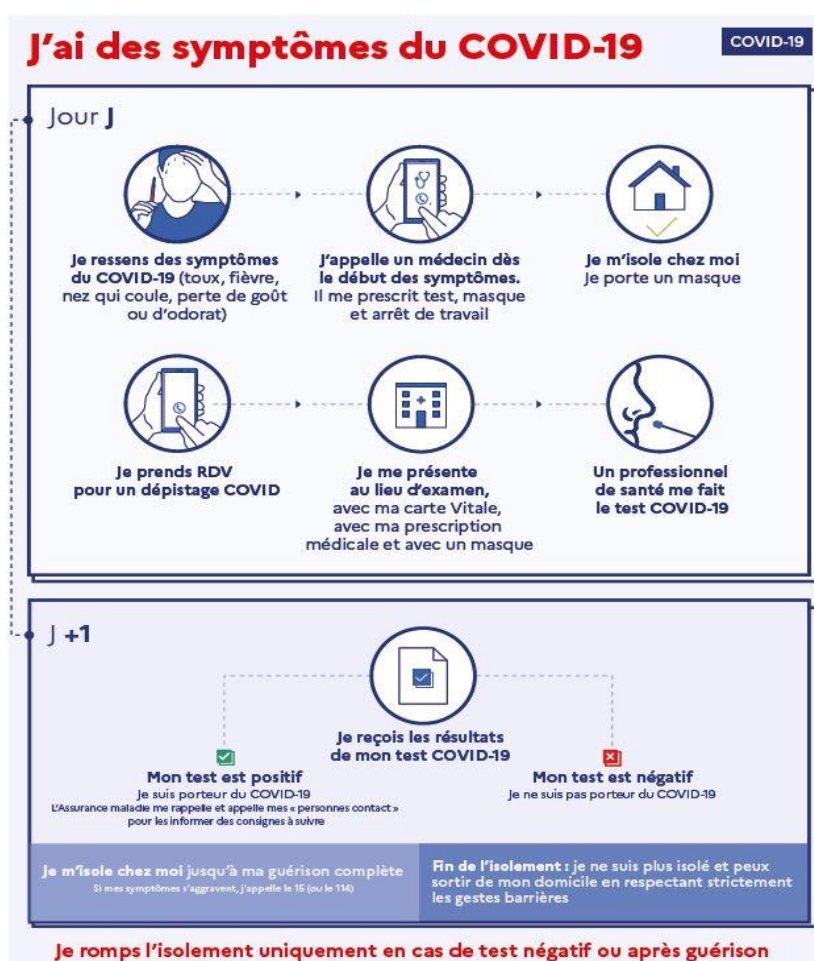 J'ai des symptômes du COVID-19
COVID-19
Jour J
Je ressens des symptômes
du COVID-19 (toux, fièvre,
nez qui coule, perte de goût
ou d'odorat)
J'appelle un médecin dès
le début des symptômes.
Il me prescrit test, masque
et arrêt de travail
Je m'isole chez moi
Je porte un masque
Je prends RDV
pour un dépistage COVID
Je me présente
au lieu d'examen,
avec ma carte Vitale,
avec ma prescription
médicale et avec un masque
Un professionnel
de santé me fait
le test COVID-19
J +1
Je reçois les résultats
de mon test COVID-19
Mon test est positif
Je suis porteur du COVID-19
L'Assurance maladie me rappelle et appelle mes « personnes contact »
pour les informer des consignes à suivre
Mon test est négatif
Je ne suis pas porteur du COVID-19
Je m'isole chez moi jusqu'à ma guérison complète
Si mes symptômes s'aggravent, j'appelle le 15 (ou le 114)
Fin de l'isolement : je ne suis plus isolé et peux
sortir de mon domicile en respectant strictement
les gestes barrières
Je romps l'isolement uniquement en cas de test négatif ou après guérison